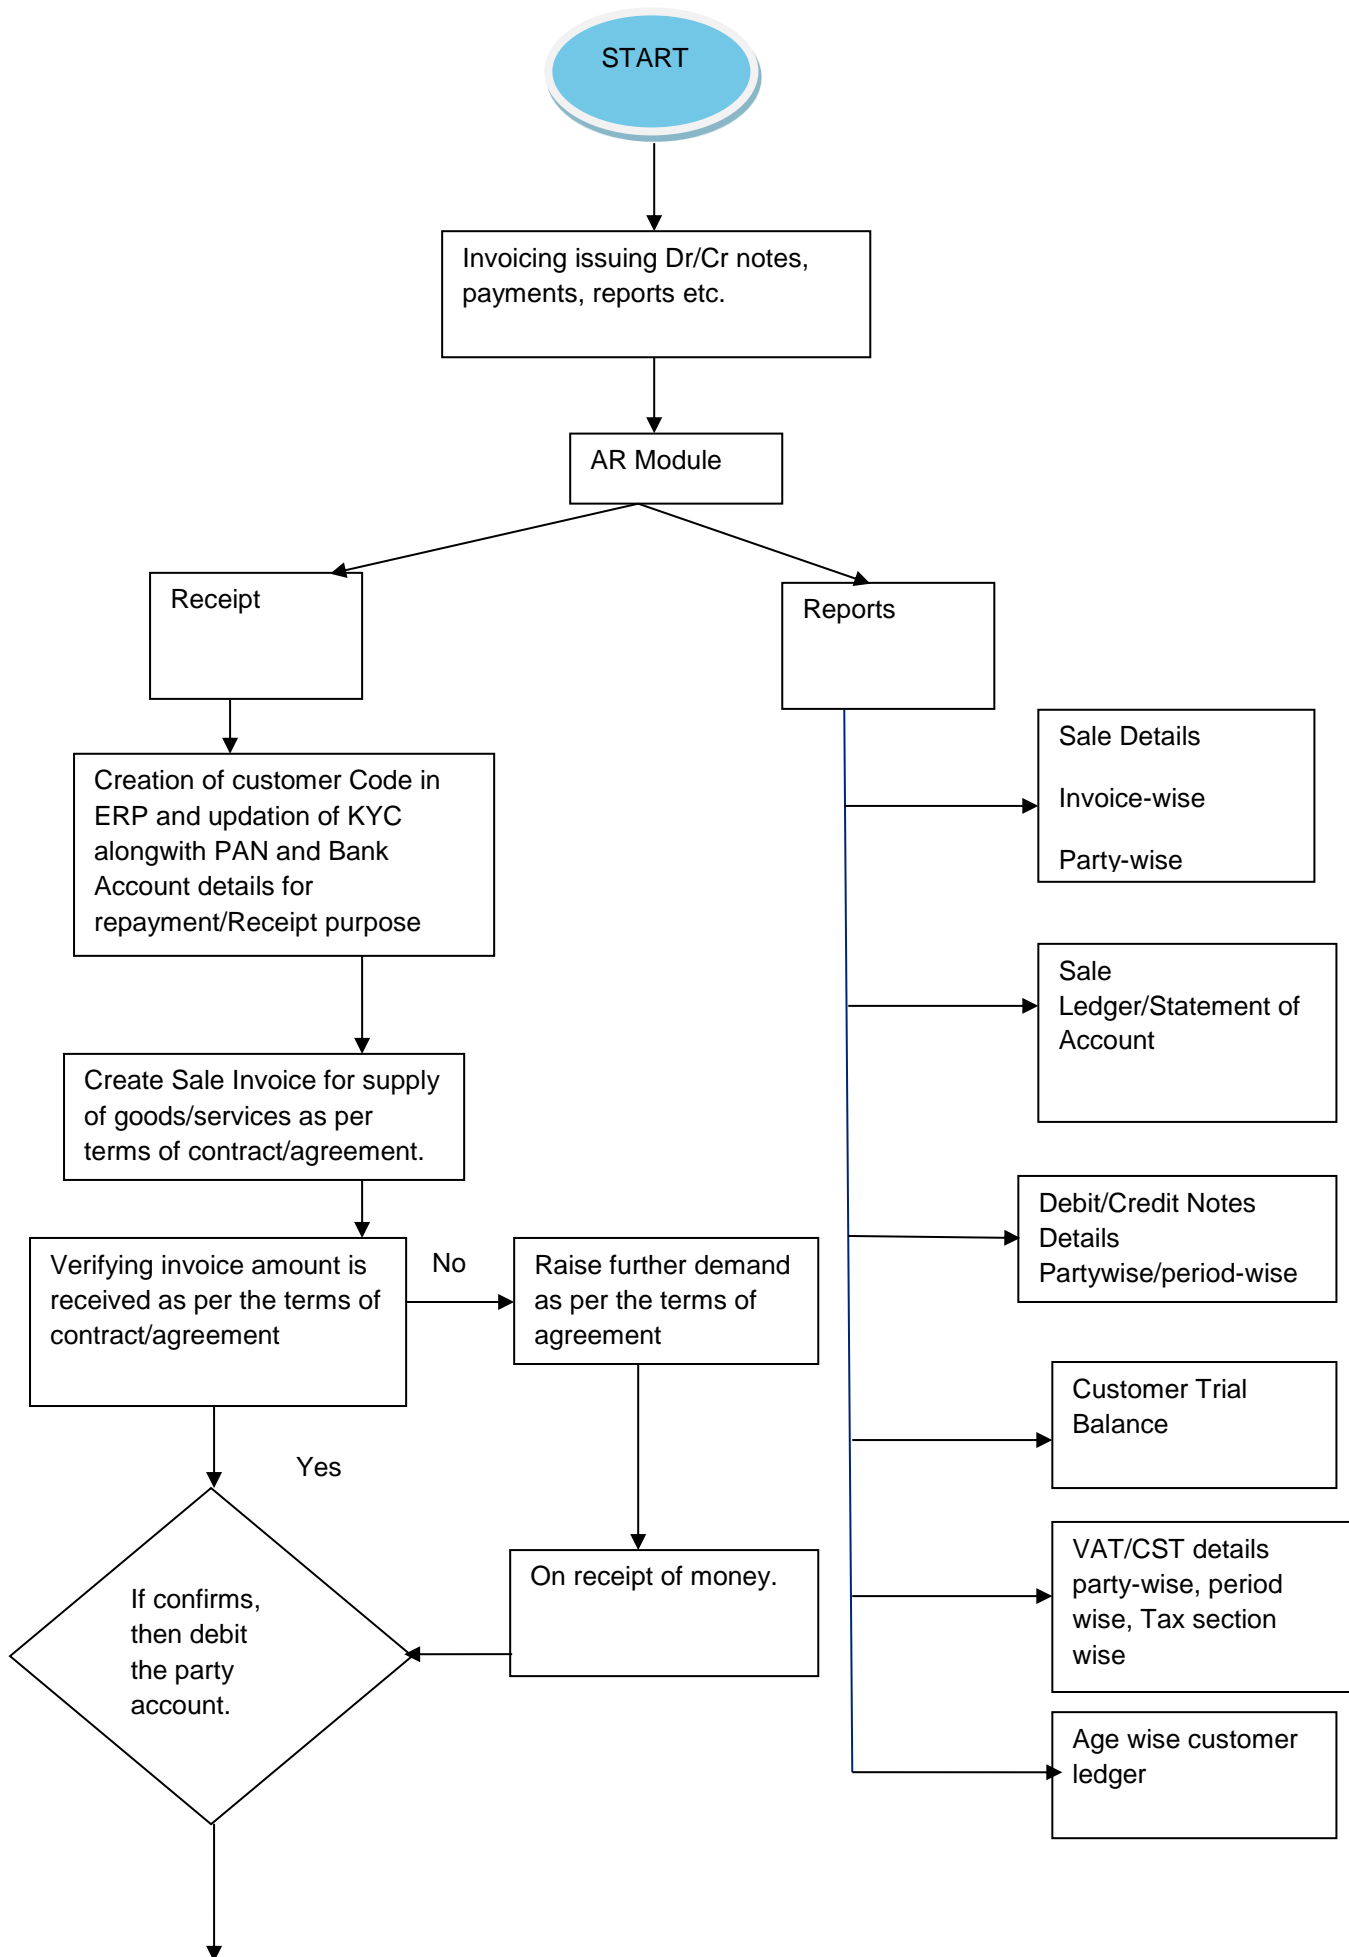 START
Invoicing issuing Dr/Cr notes,
payments, reports etc.
AR Module
Receipt
Reports
Creation of customer Code in
ERP and updation of KYC
alongwith PAN and Bank
Account details for
repayment/Receipt purpose
Sale Details
Invoice-wise
Party-wise
Sale
Ledger/Statement of
Account
Create Sale Invoice for supply
of goods/services as per
terms of contract/agreement.
Debit/Credit Notes
Details
Partywise/period-wise
Verifying invoice amount is
received as per the terms of
contract/agreement
No
Raise further demand
as per the terms of
agreement
Customer Trial
Balance
Yes
VAT/CST details
party-wise, period
wise, Tax section
wise
On receipt of money.
If confirms,
then debit
the party
account.
Age wise customer
ledger